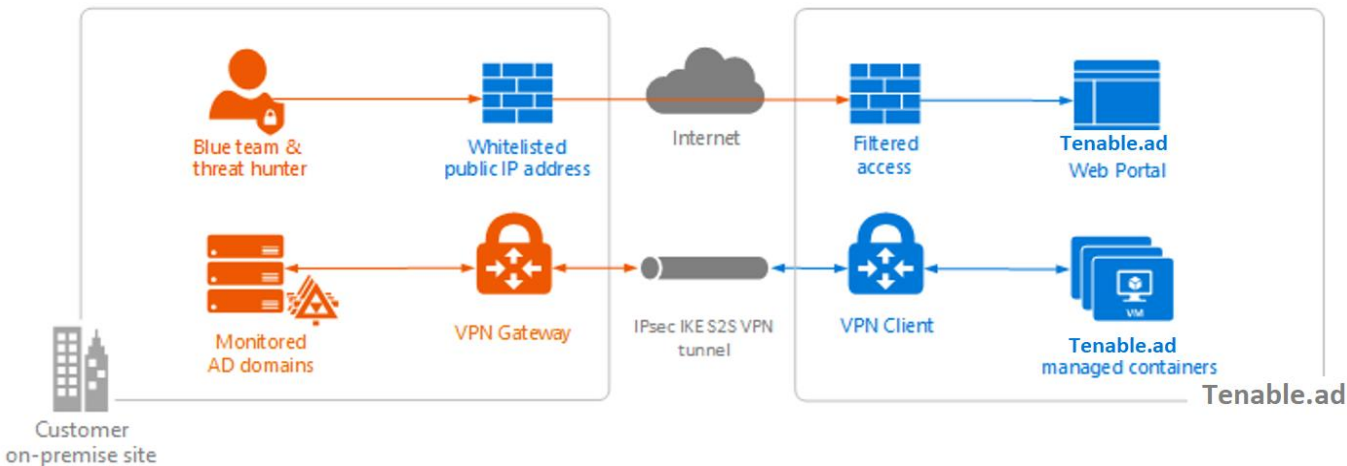 Blue team &
threat hunter
Whitelisted
public IP address
Internet
Filtered
access
Tenable.ad
Web Portal
Monitored
AD domains
VPN Gateway
IPsec IKE S2S VPN
tunnel
VPN Client
VM
Tenable.ad
managed containers
Tenable.ad
Customer
on-premise site